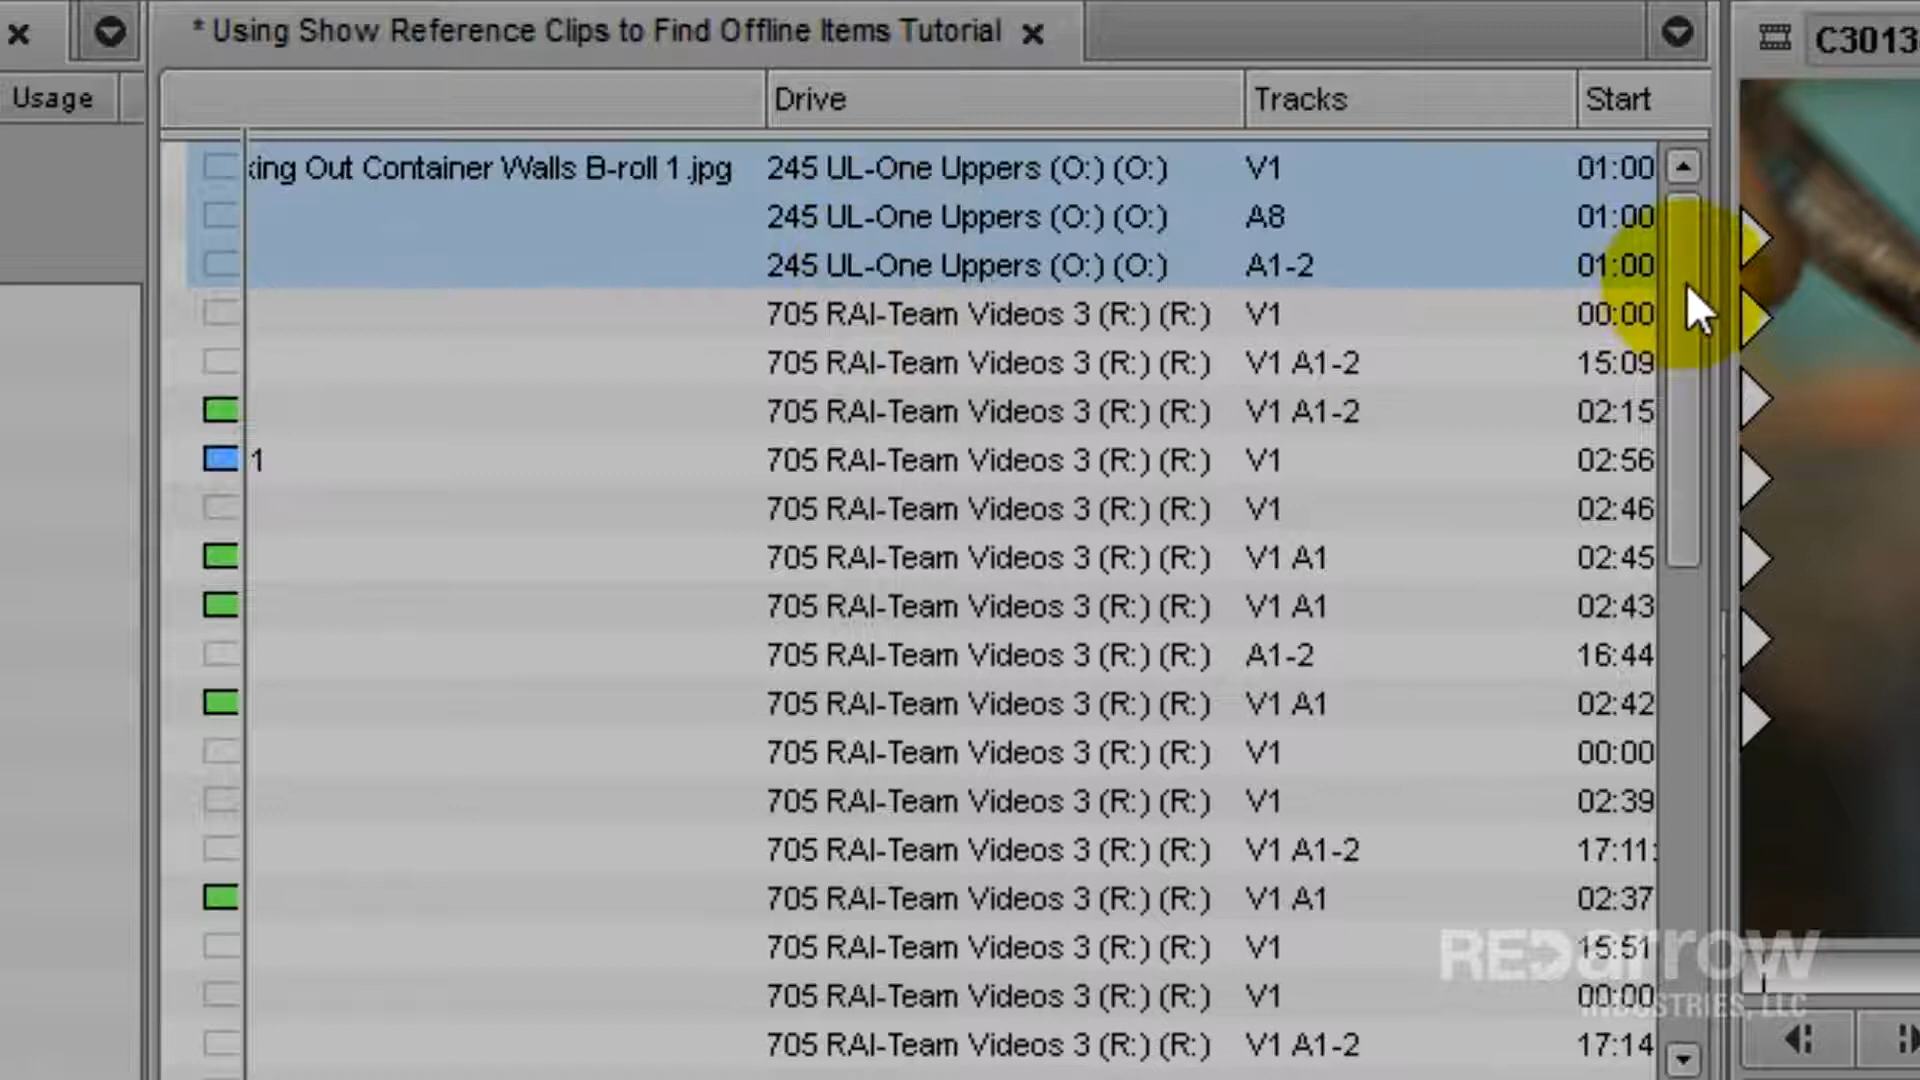 * Using Show Reference Clips to Find Offline Items Tutorial
C3013
Usage
Drive Tracks Start
king Out Container Walls B-roll 1.jpg 245 UL-One Uppers (O:) (O:) V1 01:00
245 UL-One Uppers (O:) (O:) A8 01:00
245 UL-One Uppers (O:) (O:) A1-2 01:00
705 RAI-Team Videos 3 (R:) (R:) V1 00:00
705 RAI-Team Videos 3 (R:) (R:) V1 A1-2 15:09
705 RAI-Team Videos 3 (R:) (R:) V1 A1-2 02:15
1 705 RAI-Team Videos 3 (R:) (R:) V1 02:56
705 RAI-Team Videos 3 (R:) (R:) V1 02:46
705 RAI-Team Videos 3 (R:) (R:) V1 A1 02:45
705 RAI-Team Videos 3 (R:) (R:) V1 A1 02:43
705 RAI-Team Videos 3 (R:) (R:) A1-2 16:44
705 RAI-Team Videos 3 (R:) (R:) V1 A1 02:42
705 RAI-Team Videos 3 (R:) (R:) V1 00:00
705 RAI-Team Videos 3 (R:) (R:) V1 02:39
705 RAI-Team Videos 3 (R:) (R:) V1 A1-2 17:11:
705 RAI-Team Videos 3 (R:) (R:) V1 A1 02:37
705 RAI-Team Videos 3 (R:) (R:) V1 15:51
705 RAI-Team Videos 3 (R:) (R:) V1 00:00
705 RAI-Team Videos 3 (R:) (R:) V1 A1-2 17:14
REDarrow
INDUSTRIES, LLC